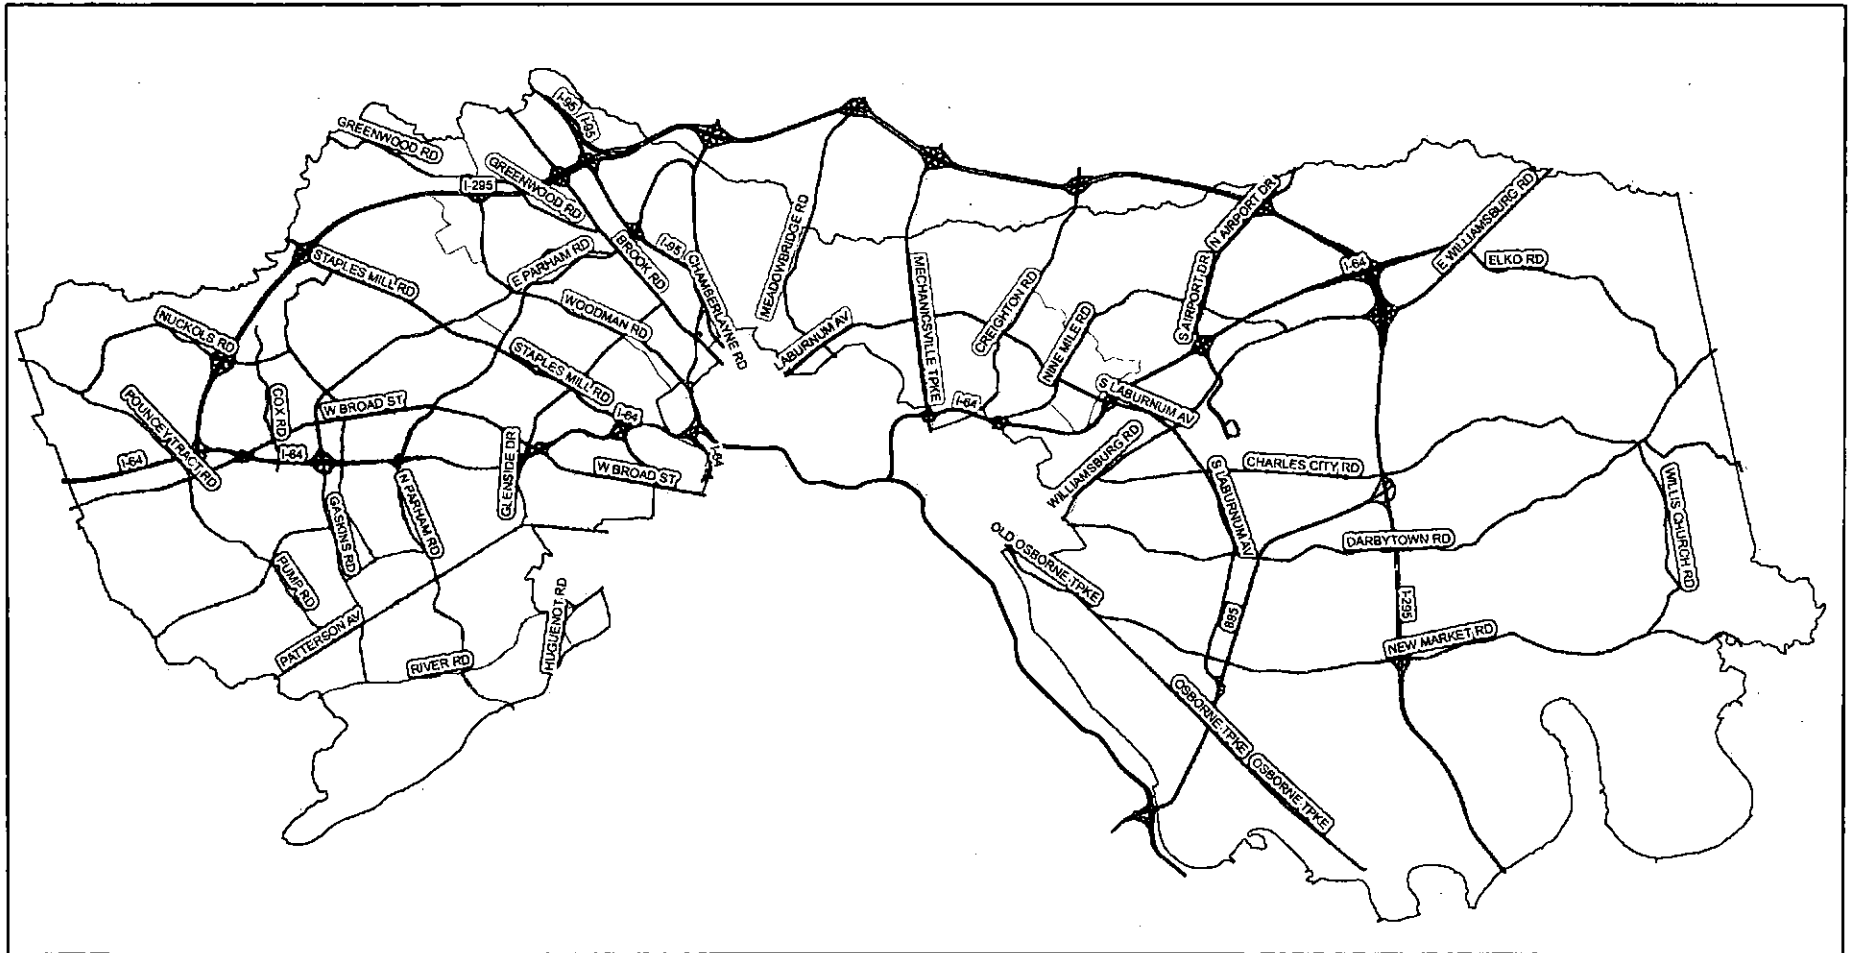 I-95
I-95
GREENWOOD RD
GREENWOOD RD
I-295
N AIRPORT DR
E WILLIAMSBURG RD
MEADOWBRIDGE RD
E PARHAM RD
BROOK RD
I-95
CHAMBERLAYNE RD
STAPLES MILL RD
MECHANICSVILLE TPKE
CREIGHTON RD
S AIRPORT DR
I-64
ELKO RD
NUCKOLS RD
WOODMAN RD
LABURNUM AV
NINE MILE RD
STAPLES MILL RD
POUNCEY TRACT RD
COX RD
W BROAD ST
I-64
I-64
S LABURNUM AV
I-64
I-64
GLENSIDE DR
W BROAD ST
I-64
WILLIAMSBURG RD
CHARLES CITY RD
S LABURNUM AV
WILLIS CHURCH RD
GASKINS RD
N PARHAM RD
DARBYTOWN RD
OLD OSBORNE TPKE
PUMP RD
HUGUENOT RD
895
I-295
PATTERSON AV
RIVER RD
NEW MARKET RD
OSBORNE TPKE
OSBORNE TPKE